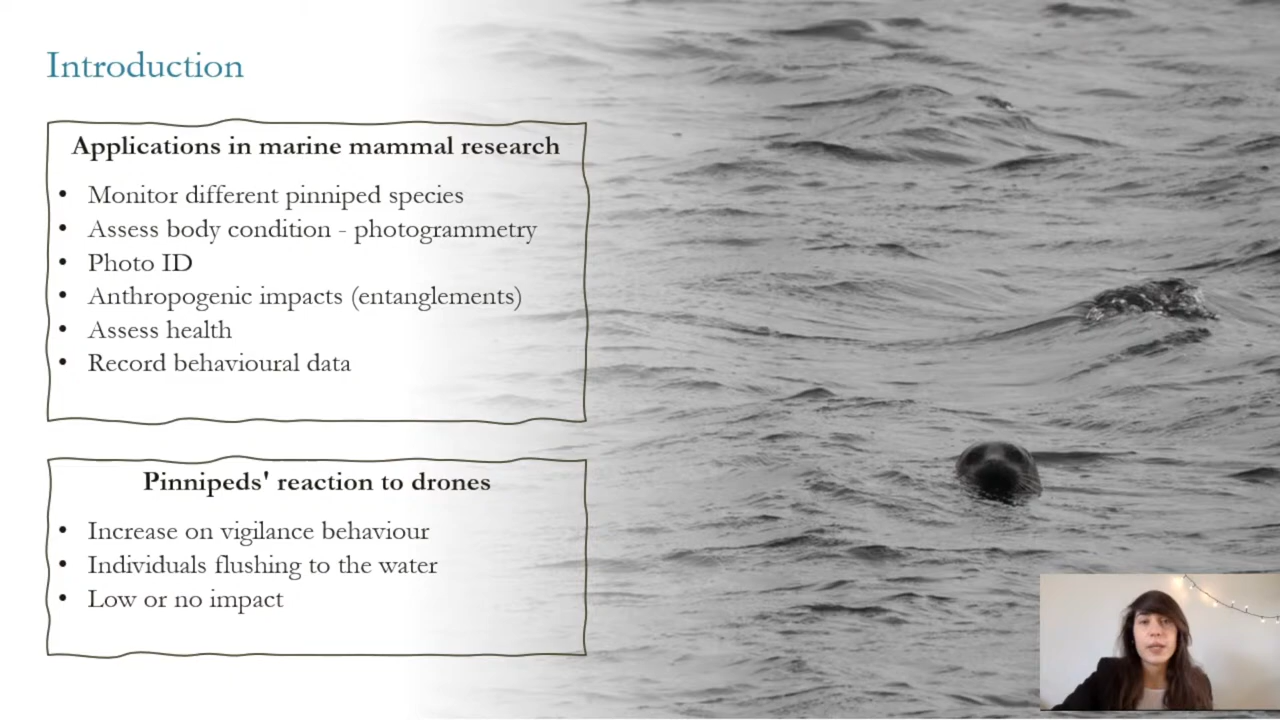 Introduction
Applications in marine mammal research
• Monitor different pinniped species
• Assess body condition - photogrammetry
• Photo ID
• Anthropogenic impacts (entanglements)
• Assess health
• Record behavioural data
Pinnipeds' reaction to drones
• Increase on vigilance behaviour
• Individuals flushing to the water
• Low or no impact